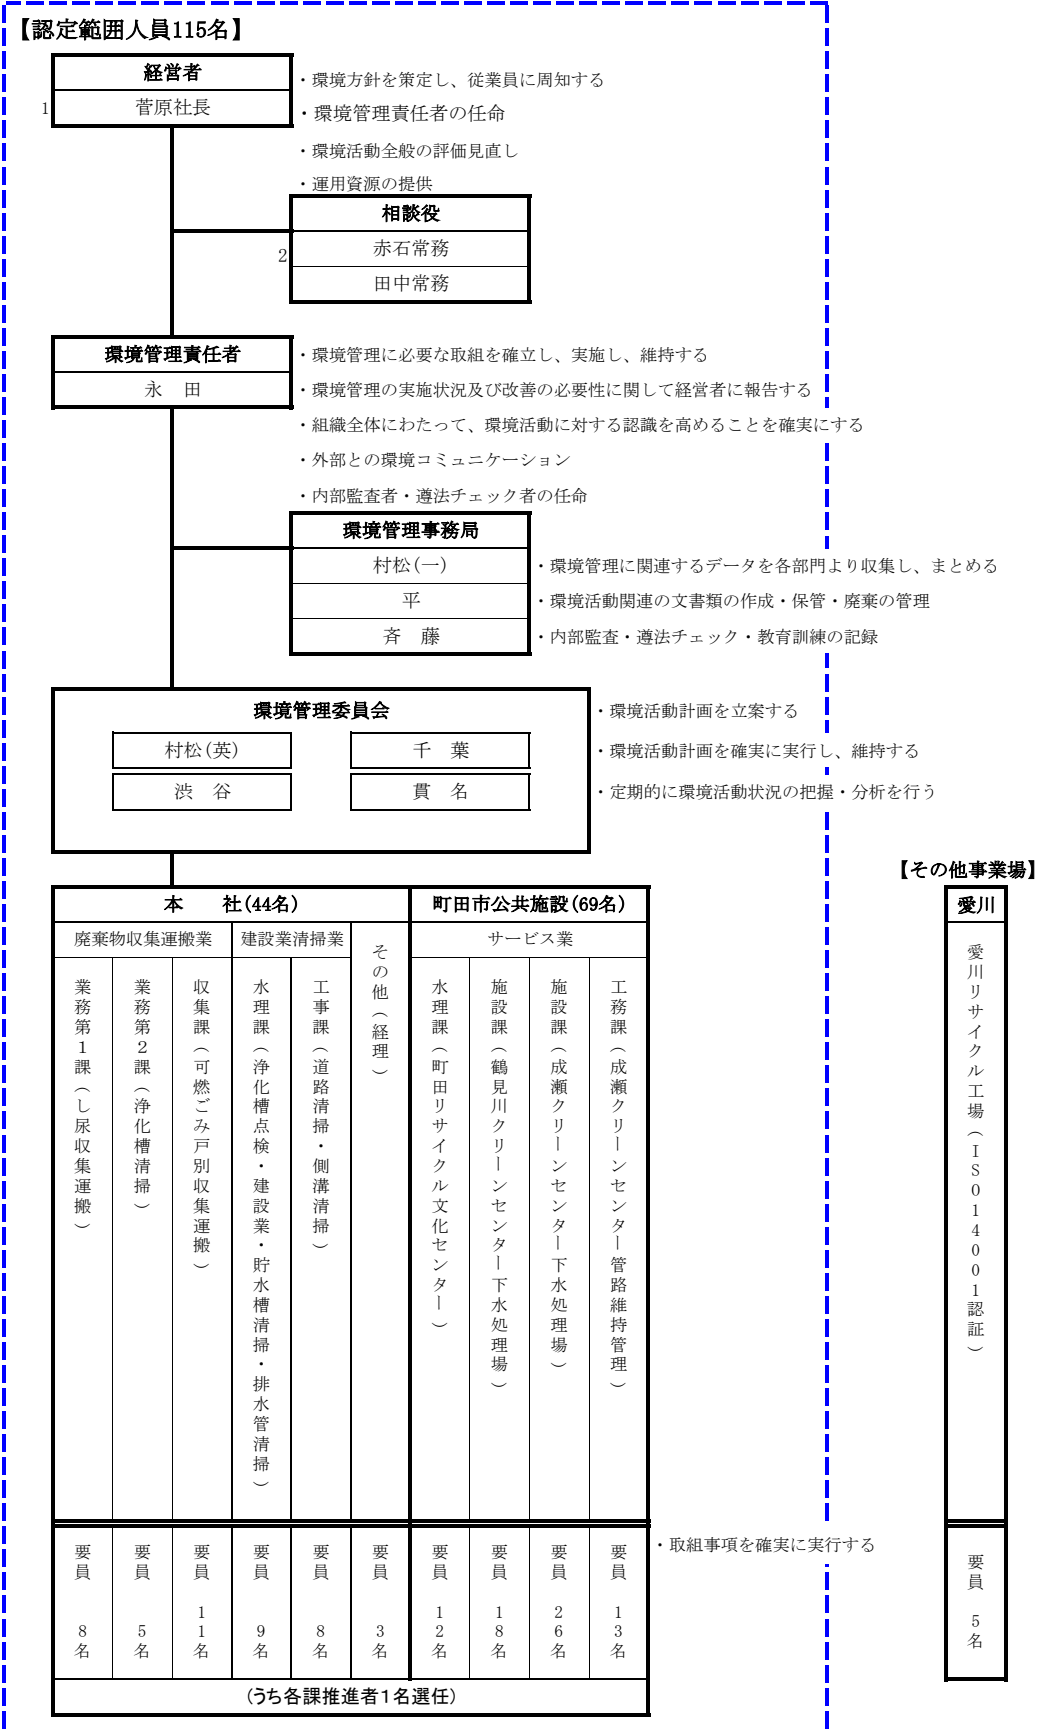 【認定範囲人員115名】
経営者
1
菅原社長
・環境方針を策定し、従業員に周知する
・環境管理責任者の任命
・環境活動全般の評価見直し
・運用資源の提供
相談役
2
赤石常務
田中常務
環境管理責任者
永　田
・環境管理に必要な取組を確立し、実施し、維持する
・環境管理の実施状況及び改善の必要性に関して経営者に報告する
・組織全体にわたって、環境活動に対する認識を高めることを確実にする
・外部との環境コミュニケーション
・内部監査者・遵法チェック者の任命
環境管理事務局
村松(一)
平
斉　藤
・環境管理に関連するデータを各部門より収集し、まとめる
・環境活動関連の文書類の作成・保管・廃棄の管理
・内部監査・遵法チェック・教育訓練の記録
環境管理委員会
村松(英)
千　葉
渋　谷
貫　名
・環境活動計画を立案する
・環境活動計画を確実に実行し、維持する
・定期的に環境活動状況の把握・分析を行う
【その他事業場】
本　　社(44名)
町田市公共施設(69名)
愛川
廃棄物収集運搬業
建設業清掃業
その他（経理）
サービス業
業務第1課（し尿収集運搬）
業務第2課（浄化槽清掃）
収集課（可燃ごみ戸別収集運搬）
水理課（浄化槽点検・建設業・貯水槽清掃・排水管清掃）
工事課（道路清掃・側溝清掃）
水理課（町田リサイクル文化センター）
施設課（鶴見川クリーンセンター下水処理場）
施設課（成瀬クリーンセンター下水処理場）
工務課（成瀬クリーンセンター管路維持管理）
愛川リサイクル工場（ISO14001認証）
要員　8名
要員　5名
要員　11名
要員　9名
要員　8名
要員　3名
要員　12名
要員　18名
要員　26名
要員　13名
・取組事項を確実に実行する
要員　5名
(うち各課推進者１名選任)